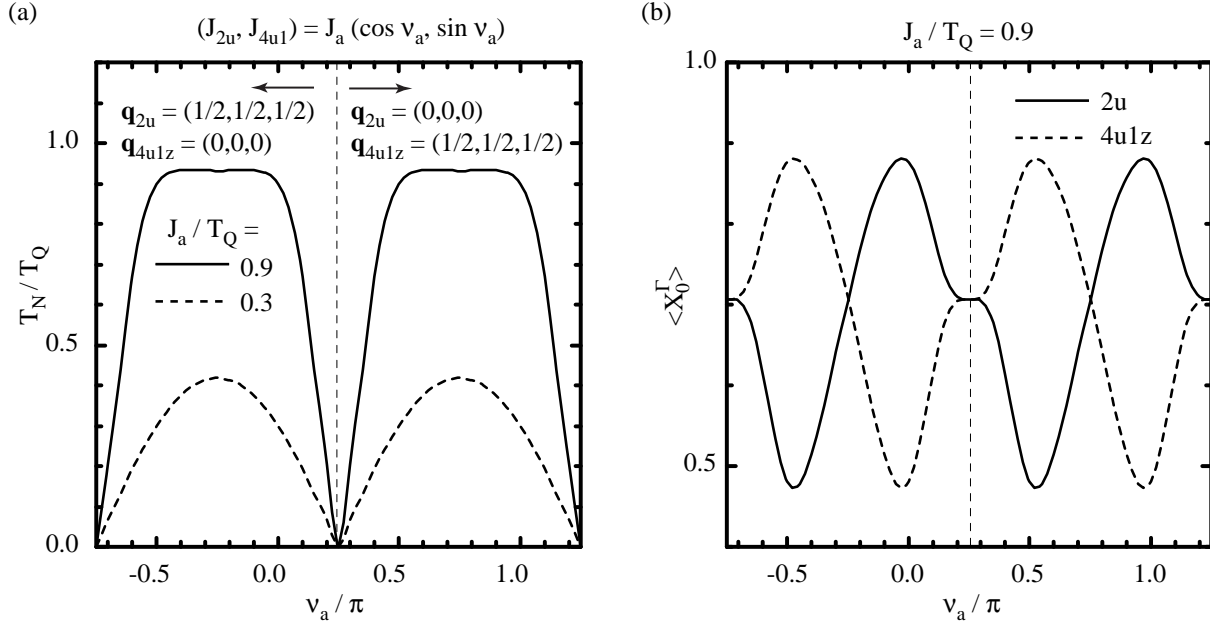 (a)
(J2u, J4u1) = Ja (cos νa, sin νa)
q2u = (1/2,1/2,1/2)
q4u1z = (0,0,0)
q2u = (0,0,0)
q4u1z = (1/2,1/2,1/2)
Ja / TQ =
0.9
0.3
TN / TQ
1.0
0.5
0.0
-0.5 0.0 0.5 1.0
νa / π
(b)
Ja / TQ = 0.9
2u
4u1z
<X0Γ>
1.0
0.5
-0.5 0.0 0.5 1.0
νa / π